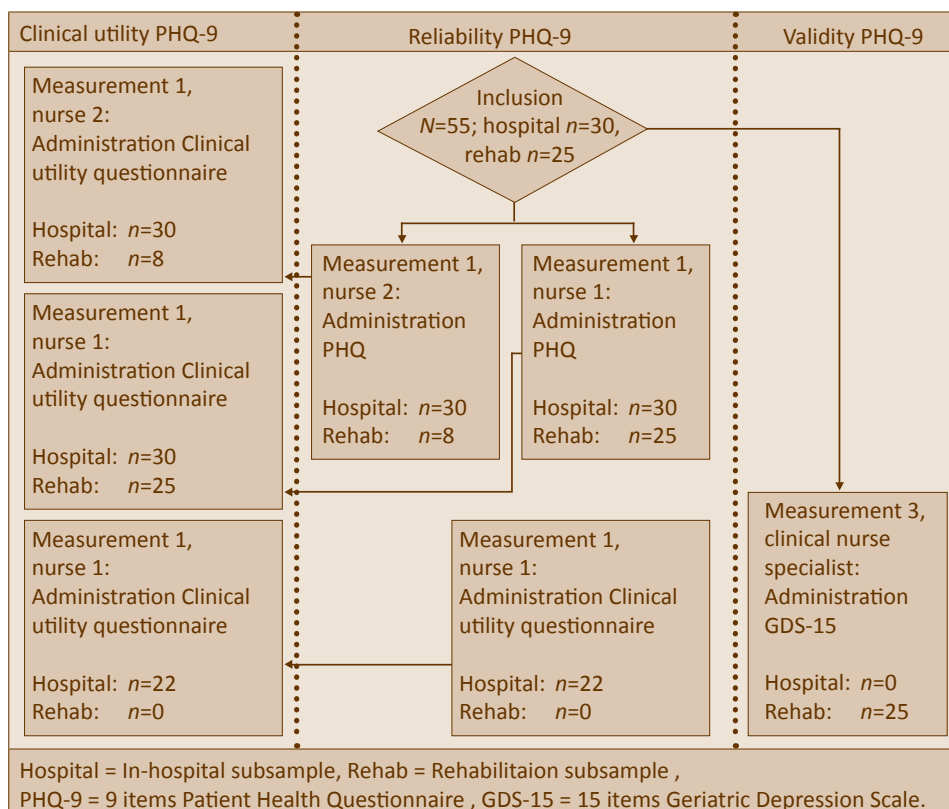 Clinical utility PHQ-9
Reliability PHQ-9
Validity PHQ-9
Measurement 1,
nurse 2:
Administration Clinical
utility questionnaire
Hospital: n=30
Rehab: n=8
Measurement 1,
nurse 1:
Administration Clinical
utility questionnaire
Hospital: n=30
Rehab: n=25
Measurement 1,
nurse 1:
Administration Clinical
utility questionnaire
Hospital: n=22
Rehab: n=0
Inclusion
N=55; hospital n=30,
rehab n=25
Measurement 1,
nurse 2:
Administration
PHQ
Hospital: n=30
Rehab: n=8
Measurement 1,
nurse 1:
Administration
PHQ
Hospital: n=30
Rehab: n=25
Measurement 1,
nurse 1:
Administration Clinical
utility questionnaire
Hospital: n=22
Rehab: n=0
Measurement 3,
clinical nurse
specialist:
Administration
GDS-15
Hospital: n=0
Rehab: n=25
Hospital = In-hospital subsample, Rehab = Rehabilitaion subsample ,
PHQ-9 = 9 items Patient Health Questionnaire , GDS-15 = 15 items Geriatric Depression Scale.